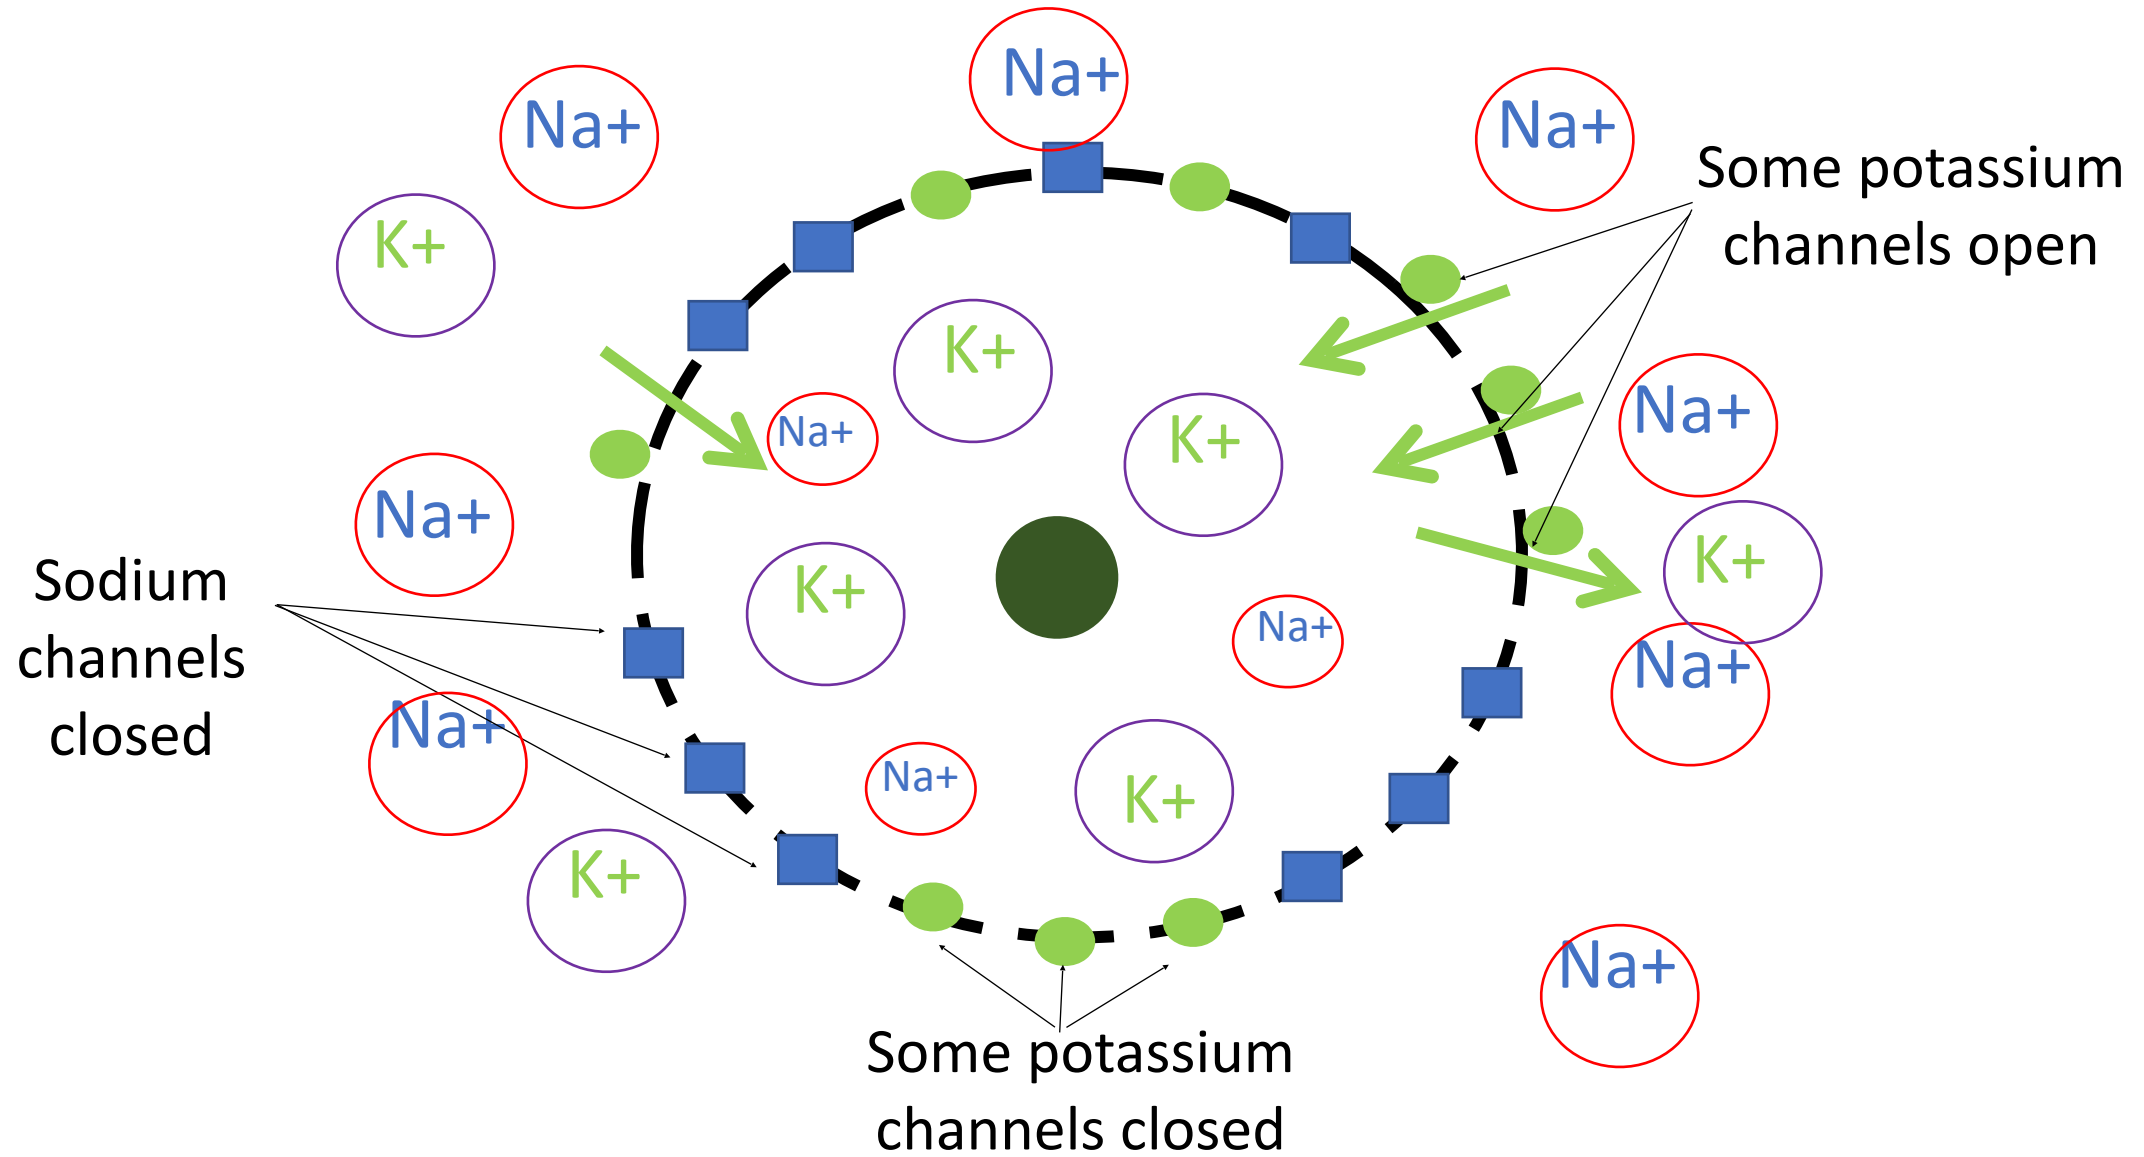 Na+
Na+
Na+
Some potassium
channels open
K+
K+
Na+
Na+
K+
Na+
Na+
K+
K+
Sodium
channels
closed
Na+
Na+
Na+
Na+
K+
K+
Na+
Some potassium
channels closed